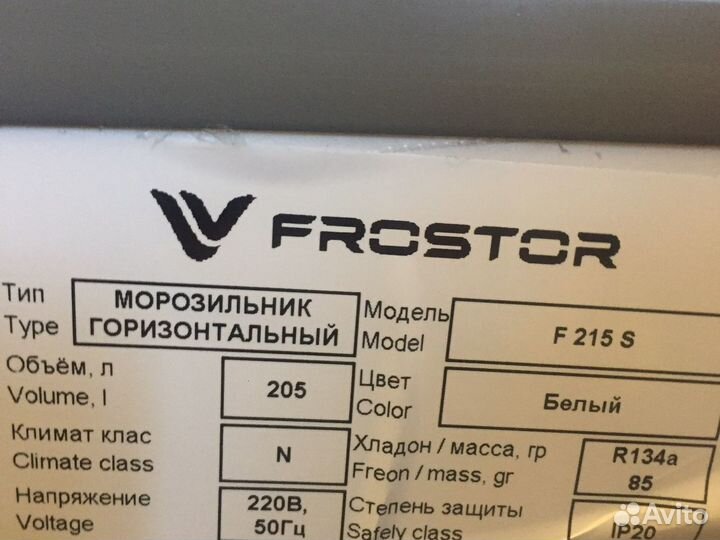 FROSTOR
Тип
Type
МОРОЗИЛЬНИК
ГОРИЗОНТАЛЬНЫЙ
Модель
Model
F 215 S
Объём, л
Volume, l
205
Цвет
Color
Белый
Климат клас
Climate class
N
Хладон / масса, гр
Freon / mass, gr
R134a
85
Напряжение
Voltage
220В,
50Гц
Степень защиты
Safely class
IP20
Avito